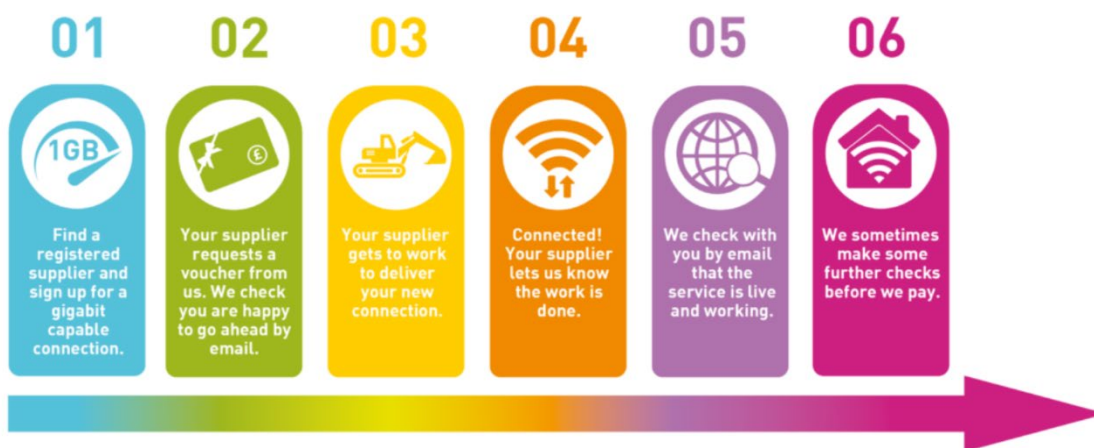 01
02
03
04
05
06
1GB
£
Find a
registered
supplier and
sign up for a
gigabit
capable
connection.
Your supplier
requests a
voucher from
us. We check
you are happy
to go ahead by
email.
Your supplier
gets to work
to deliver
your new
connection.
Connected!
Your supplier
lets us know
the work is
done.
We check with
you by email
that the
service is live
and working.
We sometimes
make some
further checks
before we pay.